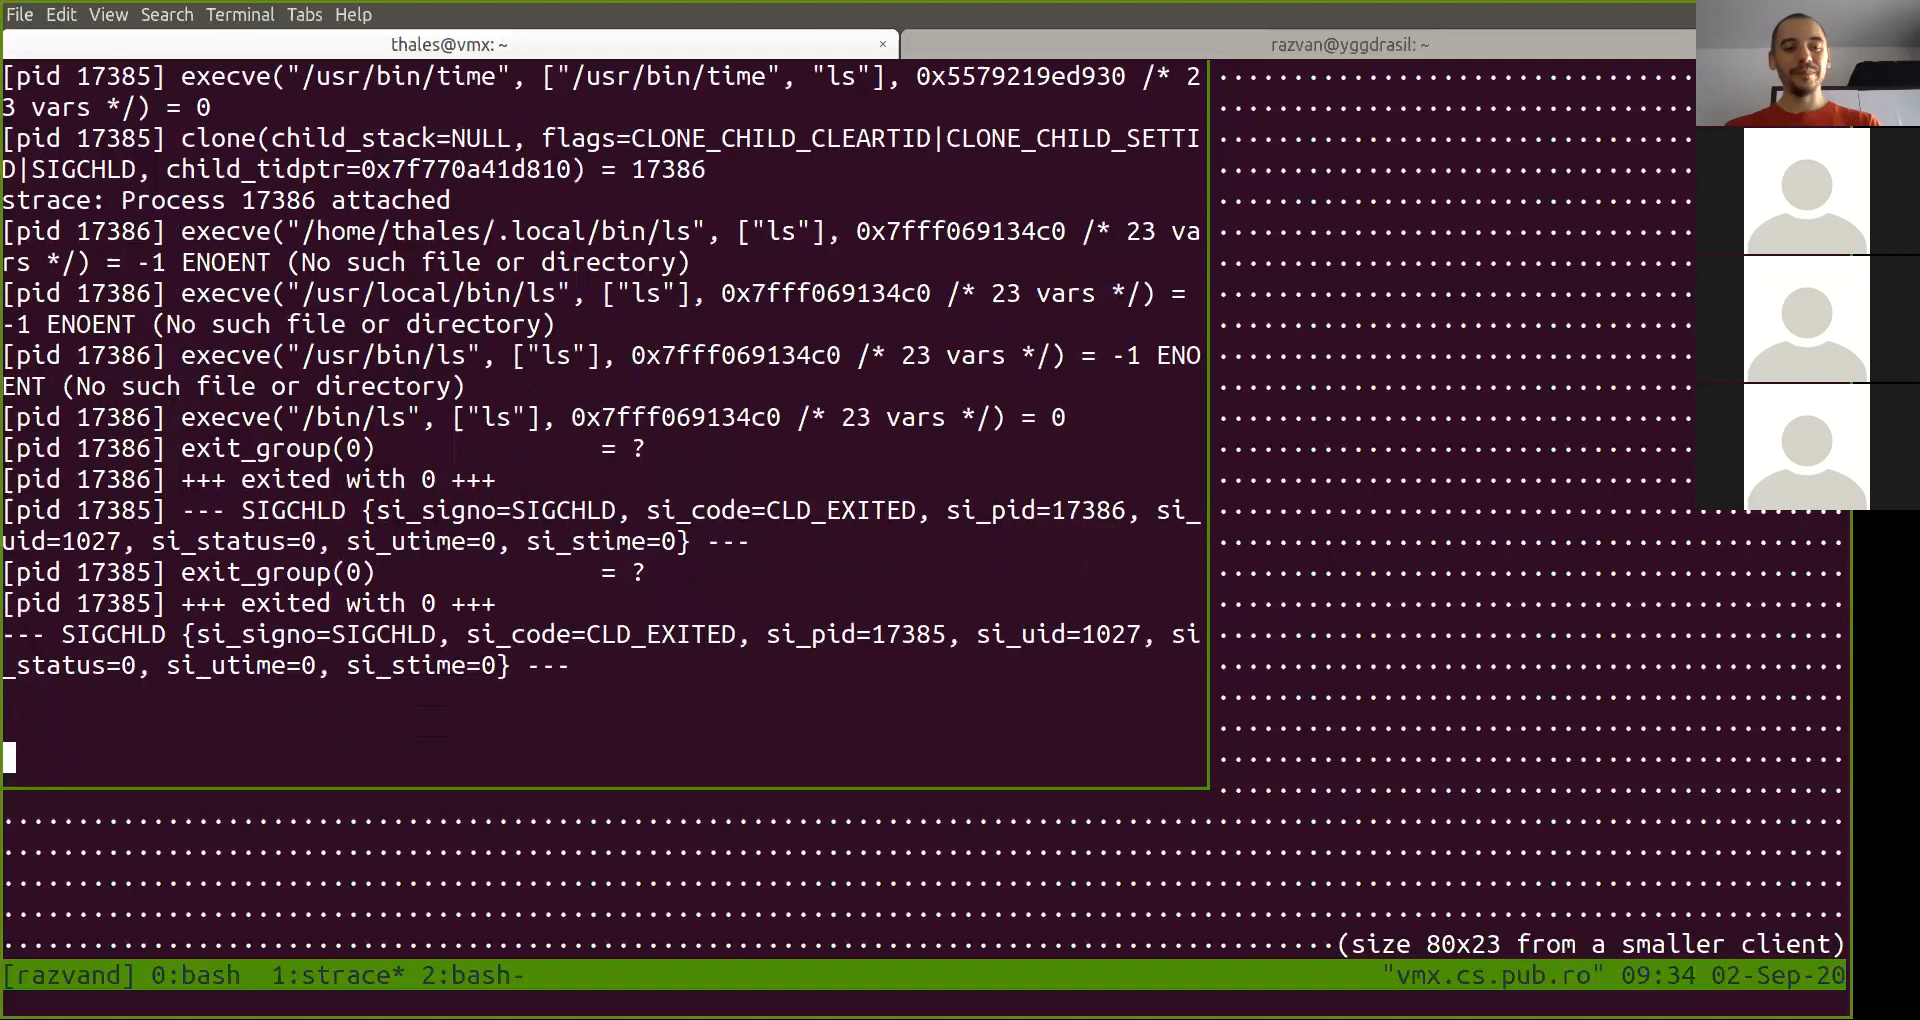 File Edit View Search Terminal Tabs Help
thales@vmx: ~ × razvan@yggdrasil: ~
[pid 17385] execve("/usr/bin/time", ["/usr/bin/time", "ls"], 0x5579219ed930 /* 2
3 vars */) = 0
[pid 17385] clone(child_stack=NULL, flags=CLONE_CHILD_CLEARTID|CLONE_CHILD_SETTI
D|SIGCHLD, child_tidptr=0x7f770a41d810) = 17386
strace: Process 17386 attached
[pid 17386] execve("/home/thales/.local/bin/ls", ["ls"], 0x7fff069134c0 /* 23 va
rs */) = -1 ENOENT (No such file or directory)
[pid 17386] execve("/usr/local/bin/ls", ["ls"], 0x7fff069134c0 /* 23 vars */) =
-1 ENOENT (No such file or directory)
[pid 17386] execve("/usr/bin/ls", ["ls"], 0x7fff069134c0 /* 23 vars */) = -1 ENO
ENT (No such file or directory)
[pid 17386] execve("/bin/ls", ["ls"], 0x7fff069134c0 /* 23 vars */) = 0
[pid 17386] exit_group(0)               = ?
[pid 17386] +++ exited with 0 +++
[pid 17385] --- SIGCHLD {si_signo=SIGCHLD, si_code=CLD_EXITED, si_pid=17386, si_
uid=1027, si_status=0, si_utime=0, si_stime=0} ---
[pid 17385] exit_group(0)               = ?
[pid 17385] +++ exited with 0 +++
--- SIGCHLD {si_signo=SIGCHLD, si_code=CLD_EXITED, si_pid=17385, si_uid=1027, si
_status=0, si_utime=0, si_stime=0} ---
(size 80x23 from a smaller client)
[razvand] 0:bash  1:strace* 2:bash- "vmx.cs.pub.ro" 09:34 02-Sep-20